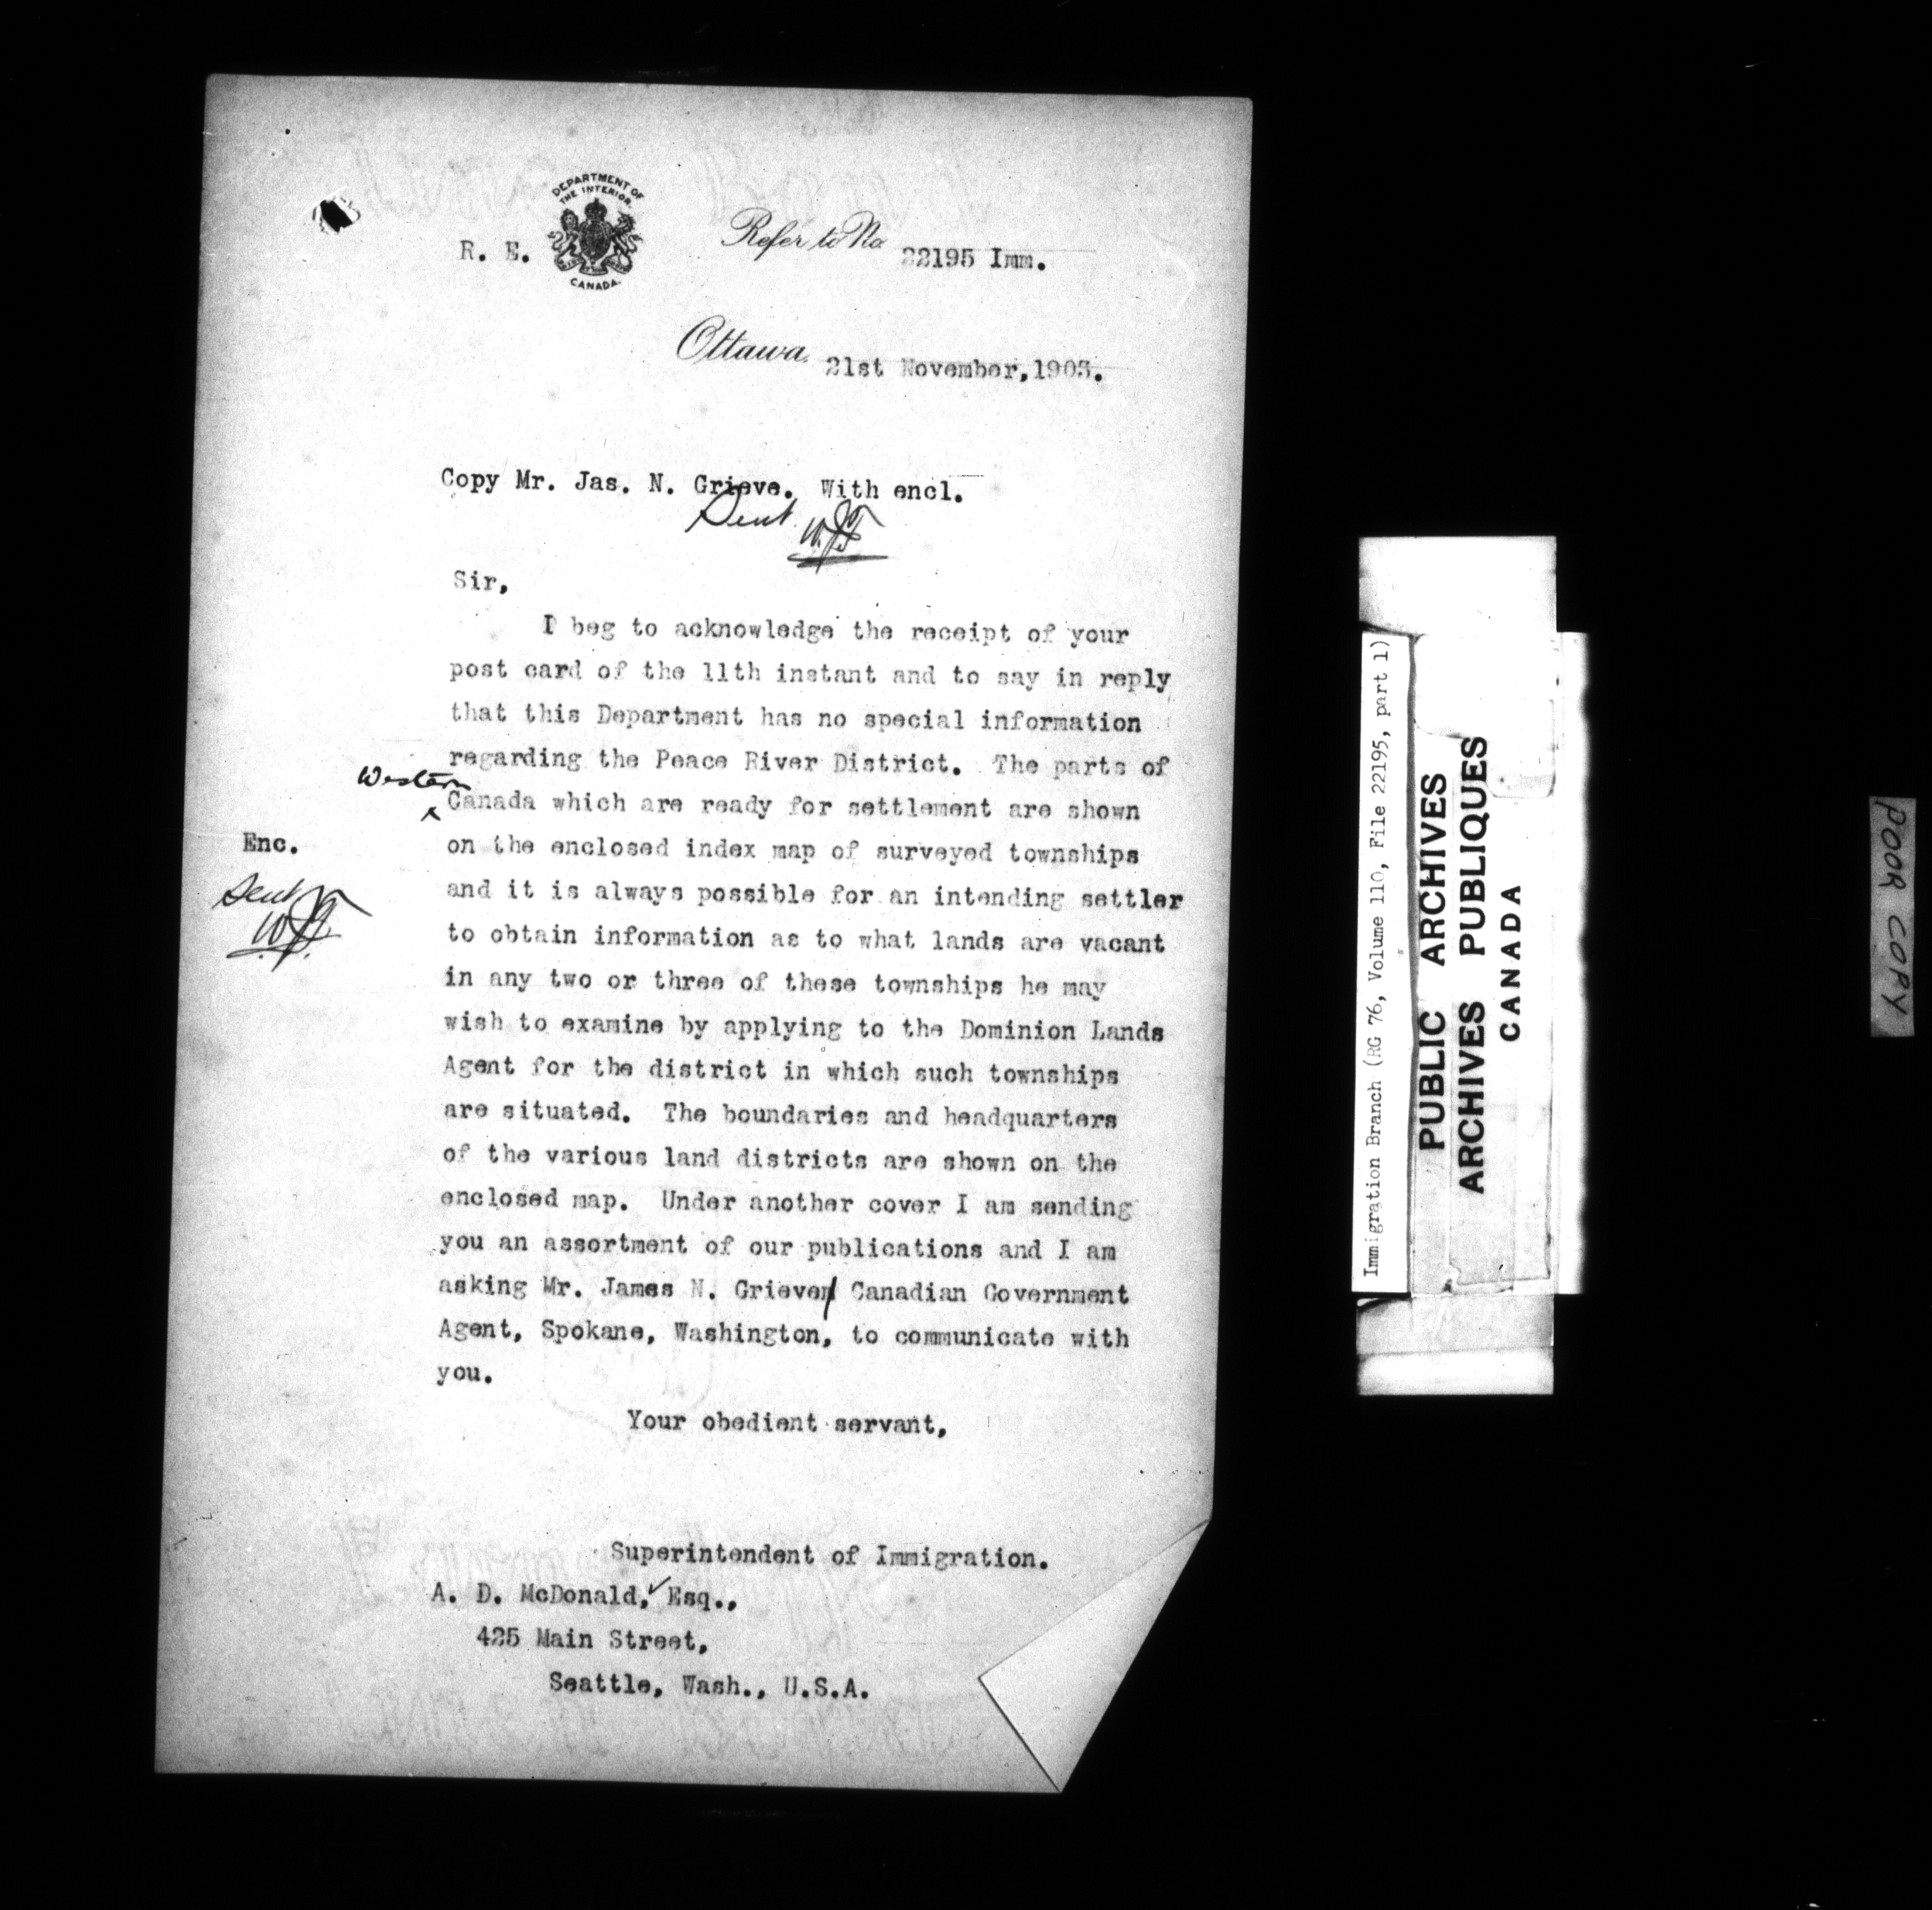 DEPARTMENT OF
THE INTERIOR.
CANADA.
R. E.
Refer to No 22195 Imm.
Ottawa, 21st November, 1903.
Copy Mr. Jas. N. Grieve. With encl.
Sent
Sir,
I beg to acknowledge the receipt of your
post card of the 11th instant and to say in reply
that this Department has no special information
regarding the Peace River District. The parts of
Western
Canada which are ready for settlement are shown
Enc.
on the enclosed index map of surveyed townships
Sent
and it is always possible for an intending settler
to obtain information as to what lands are vacant
in any two or three of these townships he may
wish to examine by applying to the Dominion Lands
Agent for the district in which such townships
are situated. The boundaries and headquarters
of the various land districts are shown on the
enclosed map. Under another cover I am sending
you an assortment of our publications and I am
asking Mr. James N. Grieve, Canadian Government
Agent, Spokane, Washington, to communicate with
you.
Your obedient servant,
Superintendent of Immigration.
A. D. McDonald, Esq.,
425 Main Street,
Seattle, Wash., U.S.A.
Immigration Branch (RG 76, Volume 110, File 22195, part 1)
PUBLIC ARCHIVES
ARCHIVES PUBLIQUES
CANADA
POOR COPY